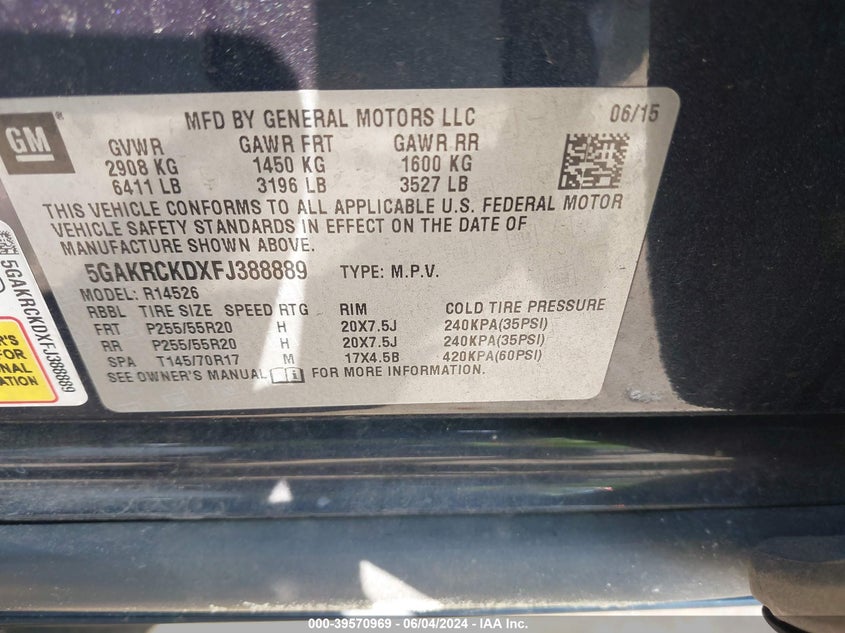 GM
MFD BY GENERAL MOTORS LLC 06/15
GVWR GAWR FRT GAWR RR
2908 KG 1450 KG 1600 KG
6411 LB 3196 LB 3527 LB
THIS VEHICLE CONFORMS TO ALL APPLICABLE U.S. FEDERAL MOTOR
VEHICLE SAFETY STANDARDS IN EFFECT ON THE DATE OF
MANUFACTURE SHOWN ABOVE.
5GAKRCKDXFJ388889 TYPE: M.P.V.
MODEL: R14526
RBBL TIRE SIZE SPEED RTG RIM COLD TIRE PRESSURE
FRT P255/55R20 H 20X7.5J 240KPA(35PSI)
RR P255/55R20 H 20X7.5J 240KPA(35PSI)
SPA T145/70R17 M 17X4.5B 420KPA(60PSI)
SEE OWNER'S MANUAL FOR MORE INFORMATION.
5GAKRCKDXFJ388889
FOR
000-39570969 - 06/04/2024 - IAA Inc.